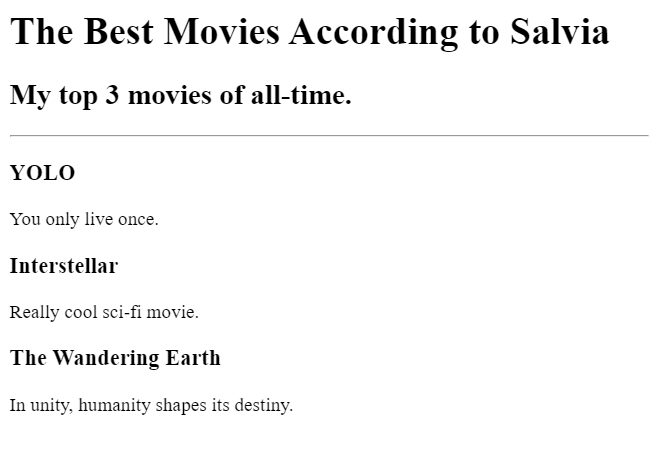 The Best Movies According to Salvia
My top 3 movies of all-time.
YOLO
You only live once.
Interstellar
Really cool sci-fi movie.
The Wandering Earth
In unity, humanity shapes its destiny.